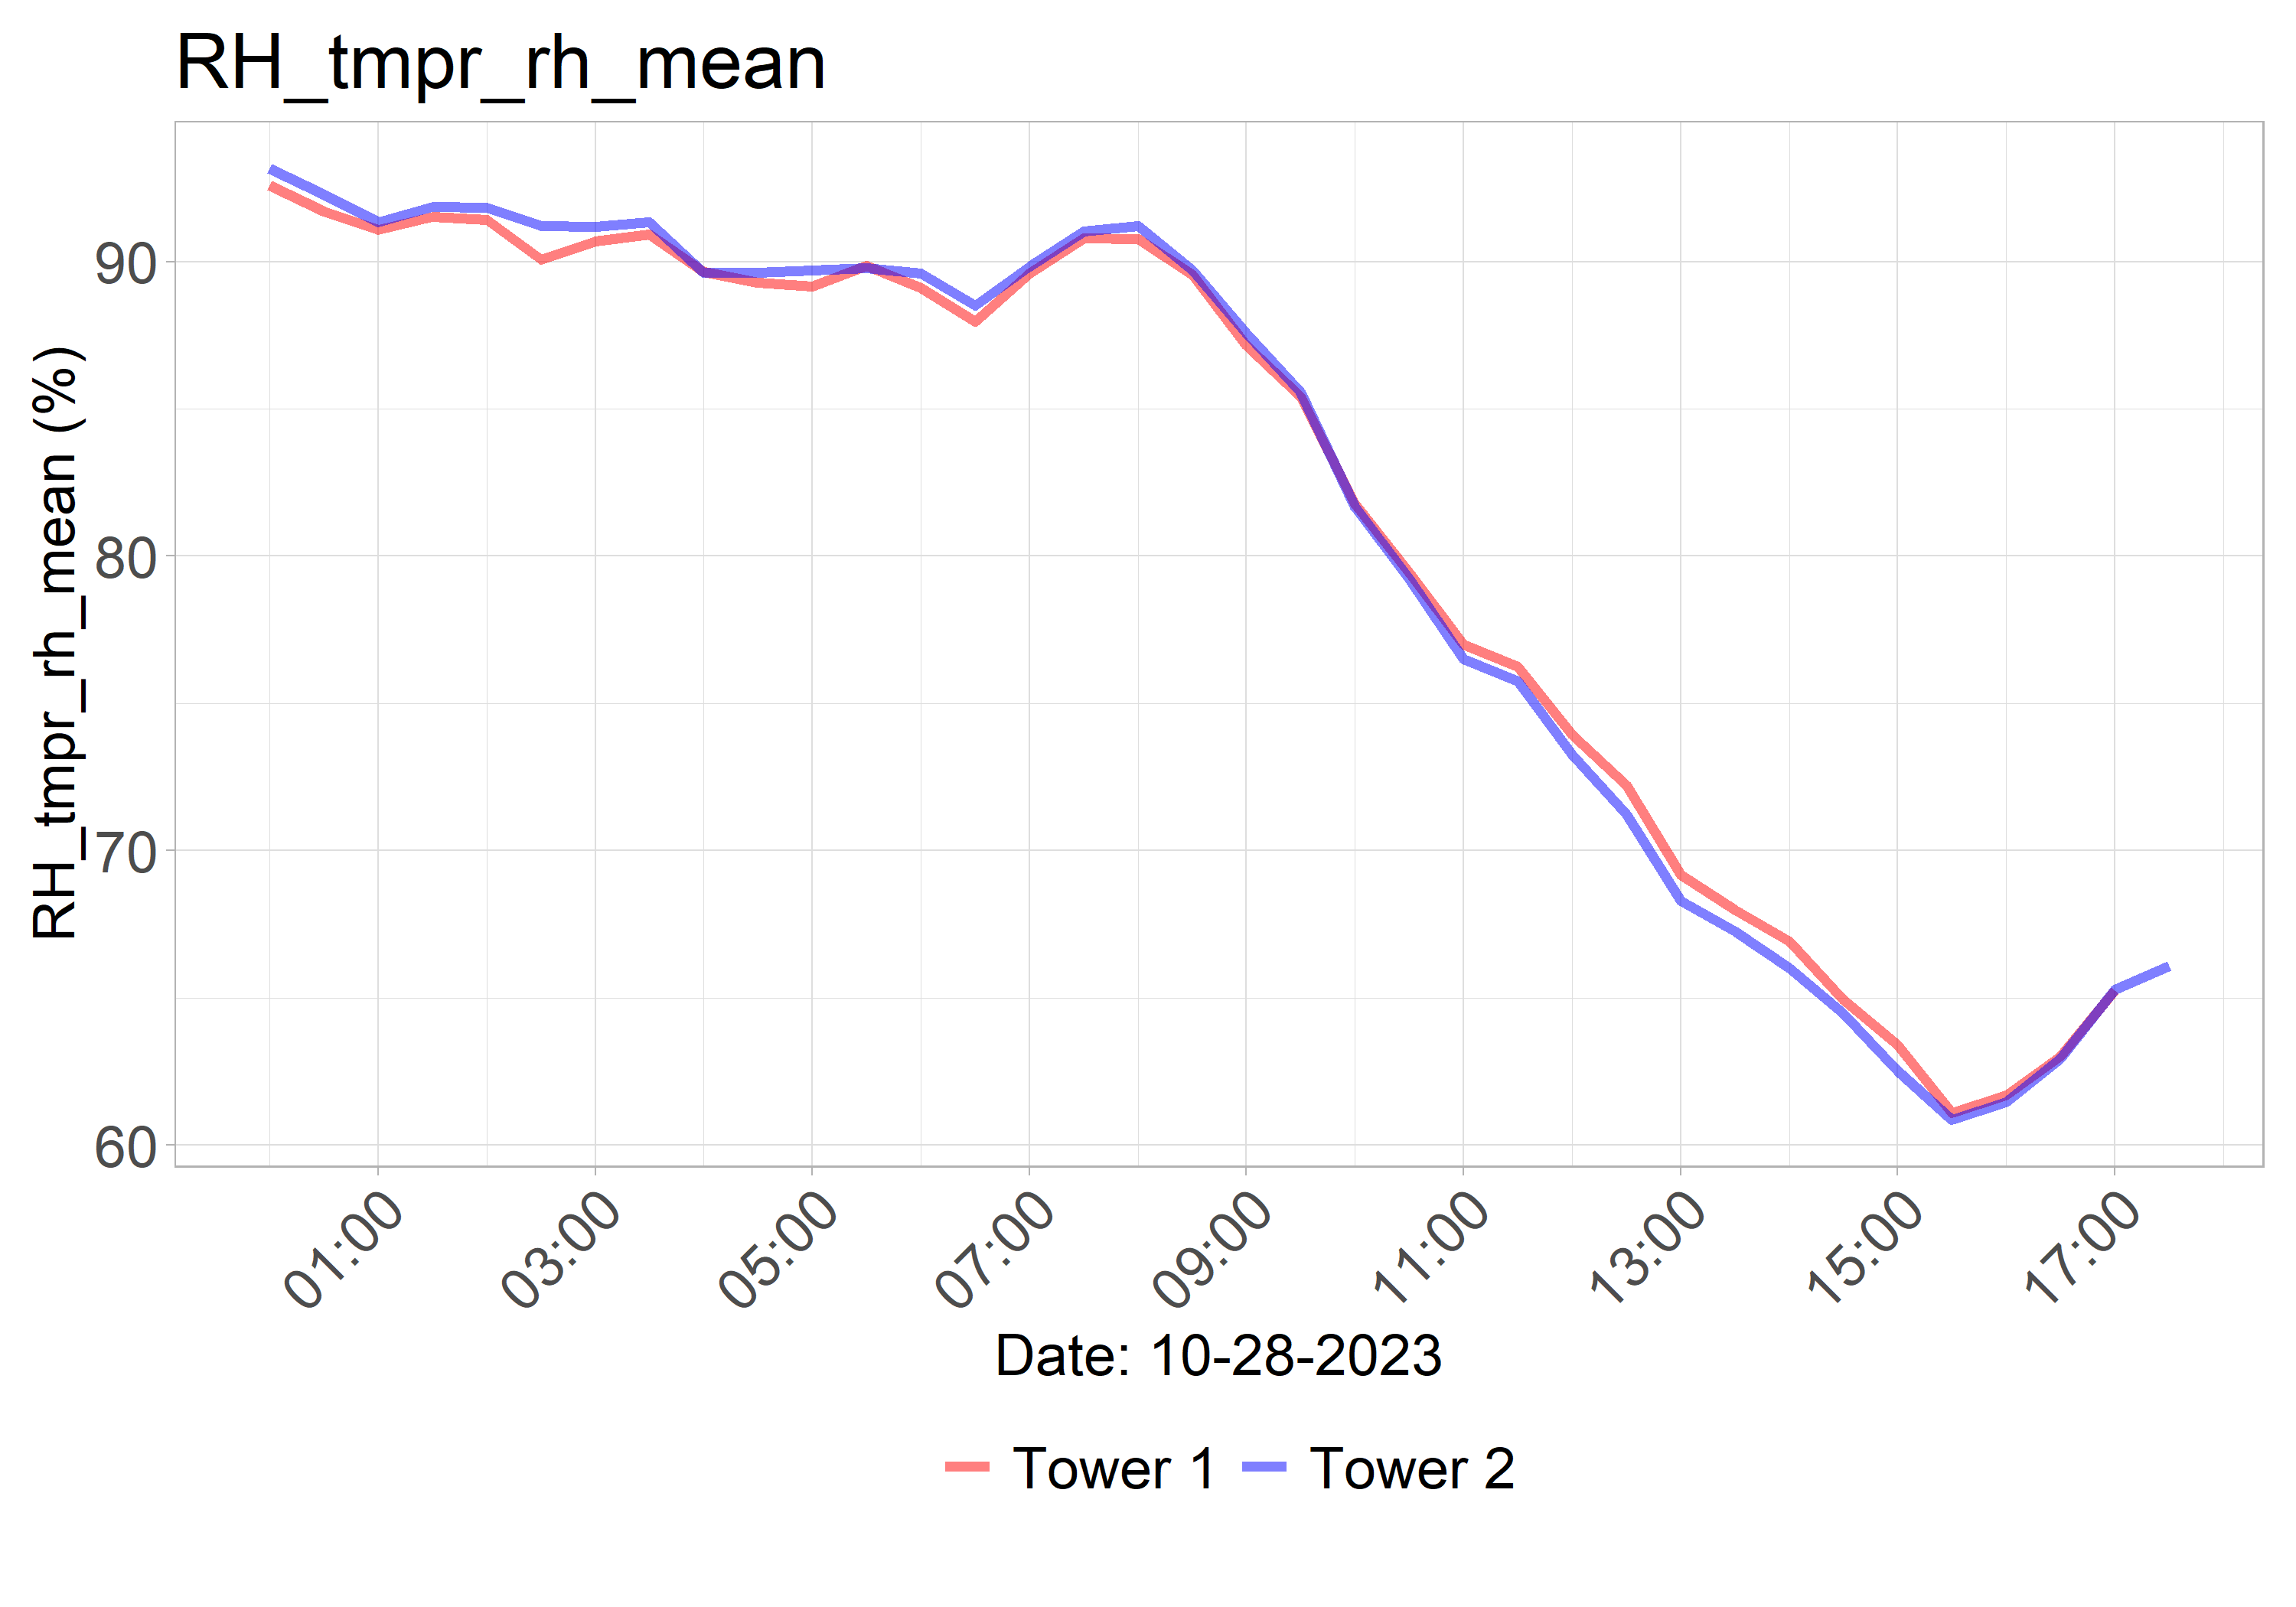 RH_tmpr_rh_mean
RH_tmpr_rh_mean (%)
90
80
70
60
01:00 03:00 05:00 07:00 09:00 11:00 13:00 15:00 17:00
Date: 10-28-2023
Tower 1 Tower 2